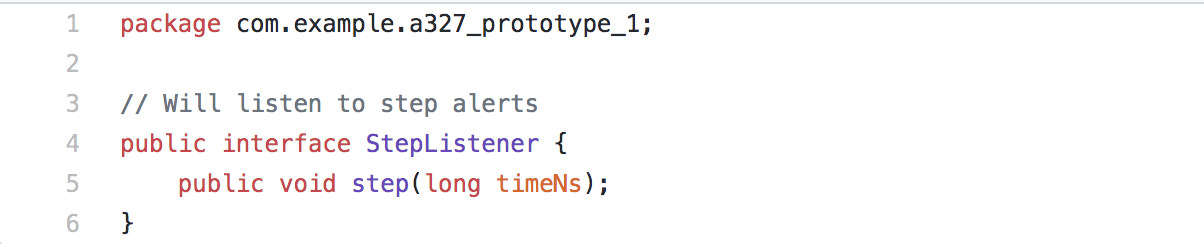 1 package com.example.a327_prototype_1;
2
3 // Will listen to step alerts
4 public interface StepListener {
5     public void step(long timeNs);
6 }